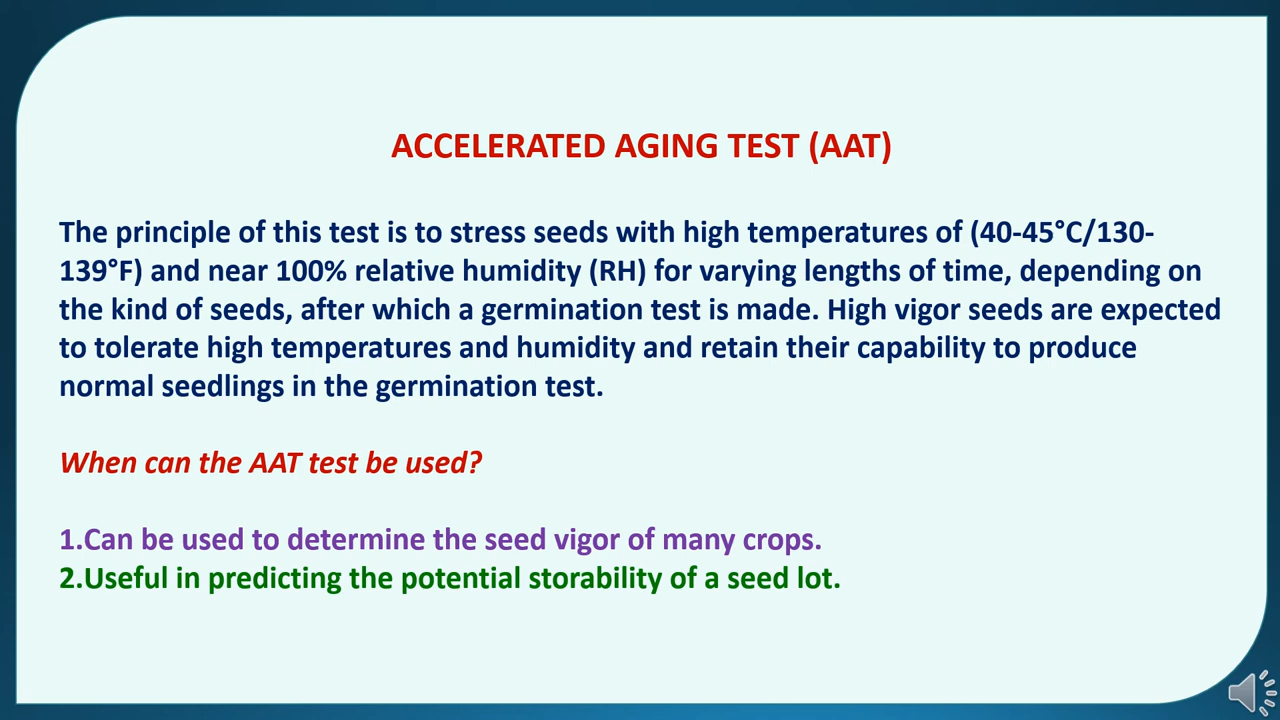 ACCELERATED AGING TEST (AAT)
The principle of this test is to stress seeds with high temperatures of (40-45°C/130-
139°F) and near 100% relative humidity (RH) for varying lengths of time, depending on
the kind of seeds, after which a germination test is made. High vigor seeds are expected
to tolerate high temperatures and humidity and retain their capability to produce
normal seedlings in the germination test.
When can the AAT test be used?
1.Can be used to determine the seed vigor of many crops.
2.Useful in predicting the potential storability of a seed lot.